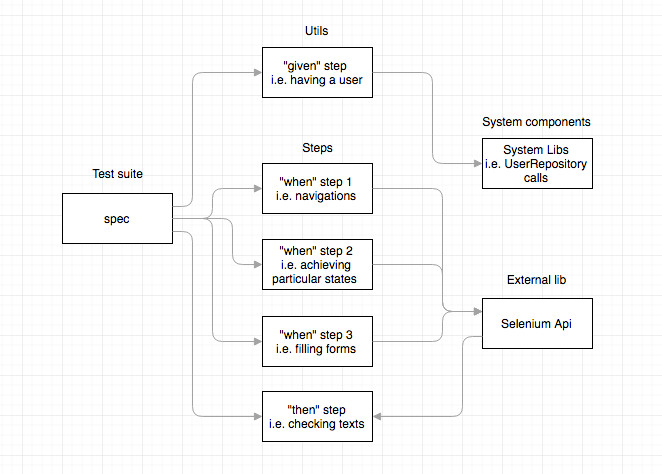 Utils
"given" step
i.e. having a user
System components
System Libs
i.e. UserRepository
calls
Steps
Test suite
spec
"when" step 1
i.e. navigations
"when" step 2
i.e. achieving
particular states
External lib
Selenium Api
"when" step 3
i.e. filling forms
"then" step
i.e. checking texts